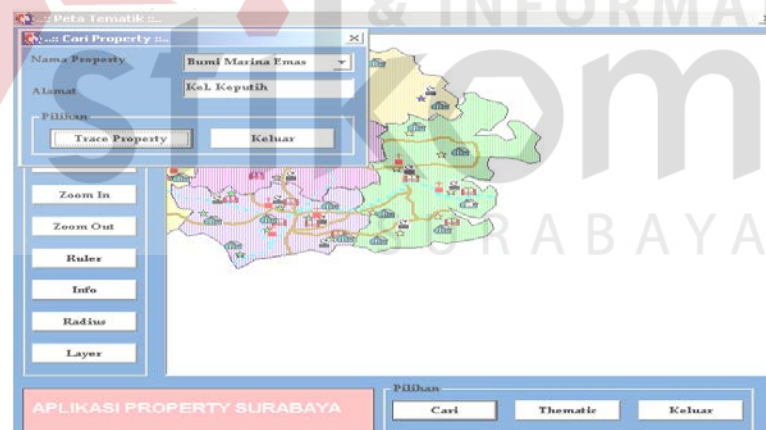 ..:: Peta Tematik ::..
..:: Cari Property ::..
Nama Property
Bumi Marina Emas
Alamat
Kel. Keputih
Pilihan
Trace Property
Keluar
Zoom In
Zoom Out
Ruler
Info
Radius
Layer
APLIKASI PROPERTY SURABAYA
Pilihan
Cari
Thematic
Keluar
& INFORMA
stikom
SURABAYA